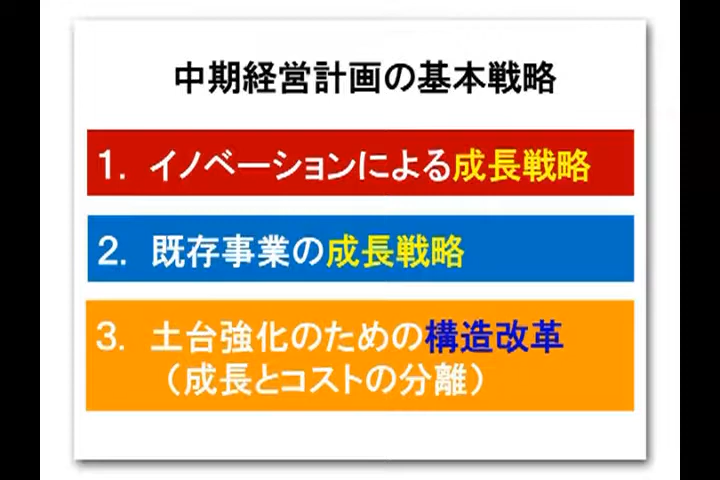 中期経営計画の基本戦略
1. イノベーションによる成長戦略
2. 既存事業の成長戦略
3. 土台強化のための構造改革
（成長とコストの分離）